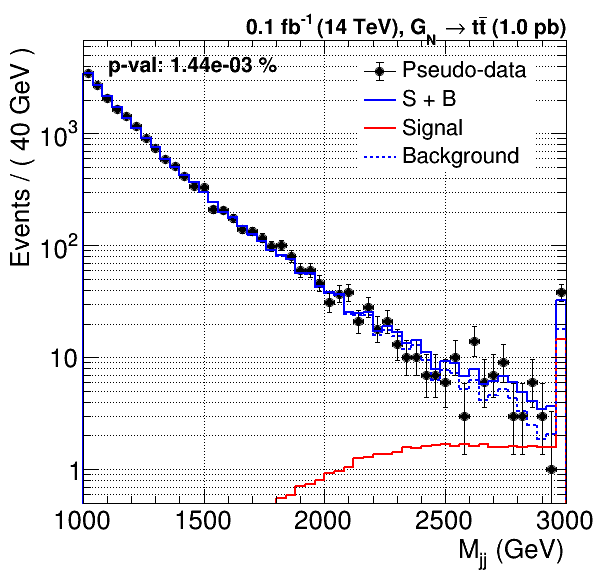 0.1 fb⁻¹ (14 TeV), G_N → tt̄ (1.0 pb)
p-val: 1.44e-03 %
Pseudo-data
S + B
Signal
Background
Events / ( 40 GeV )
10³
10²
10
1
1000 1500 2000 2500 3000
M_jj (GeV)